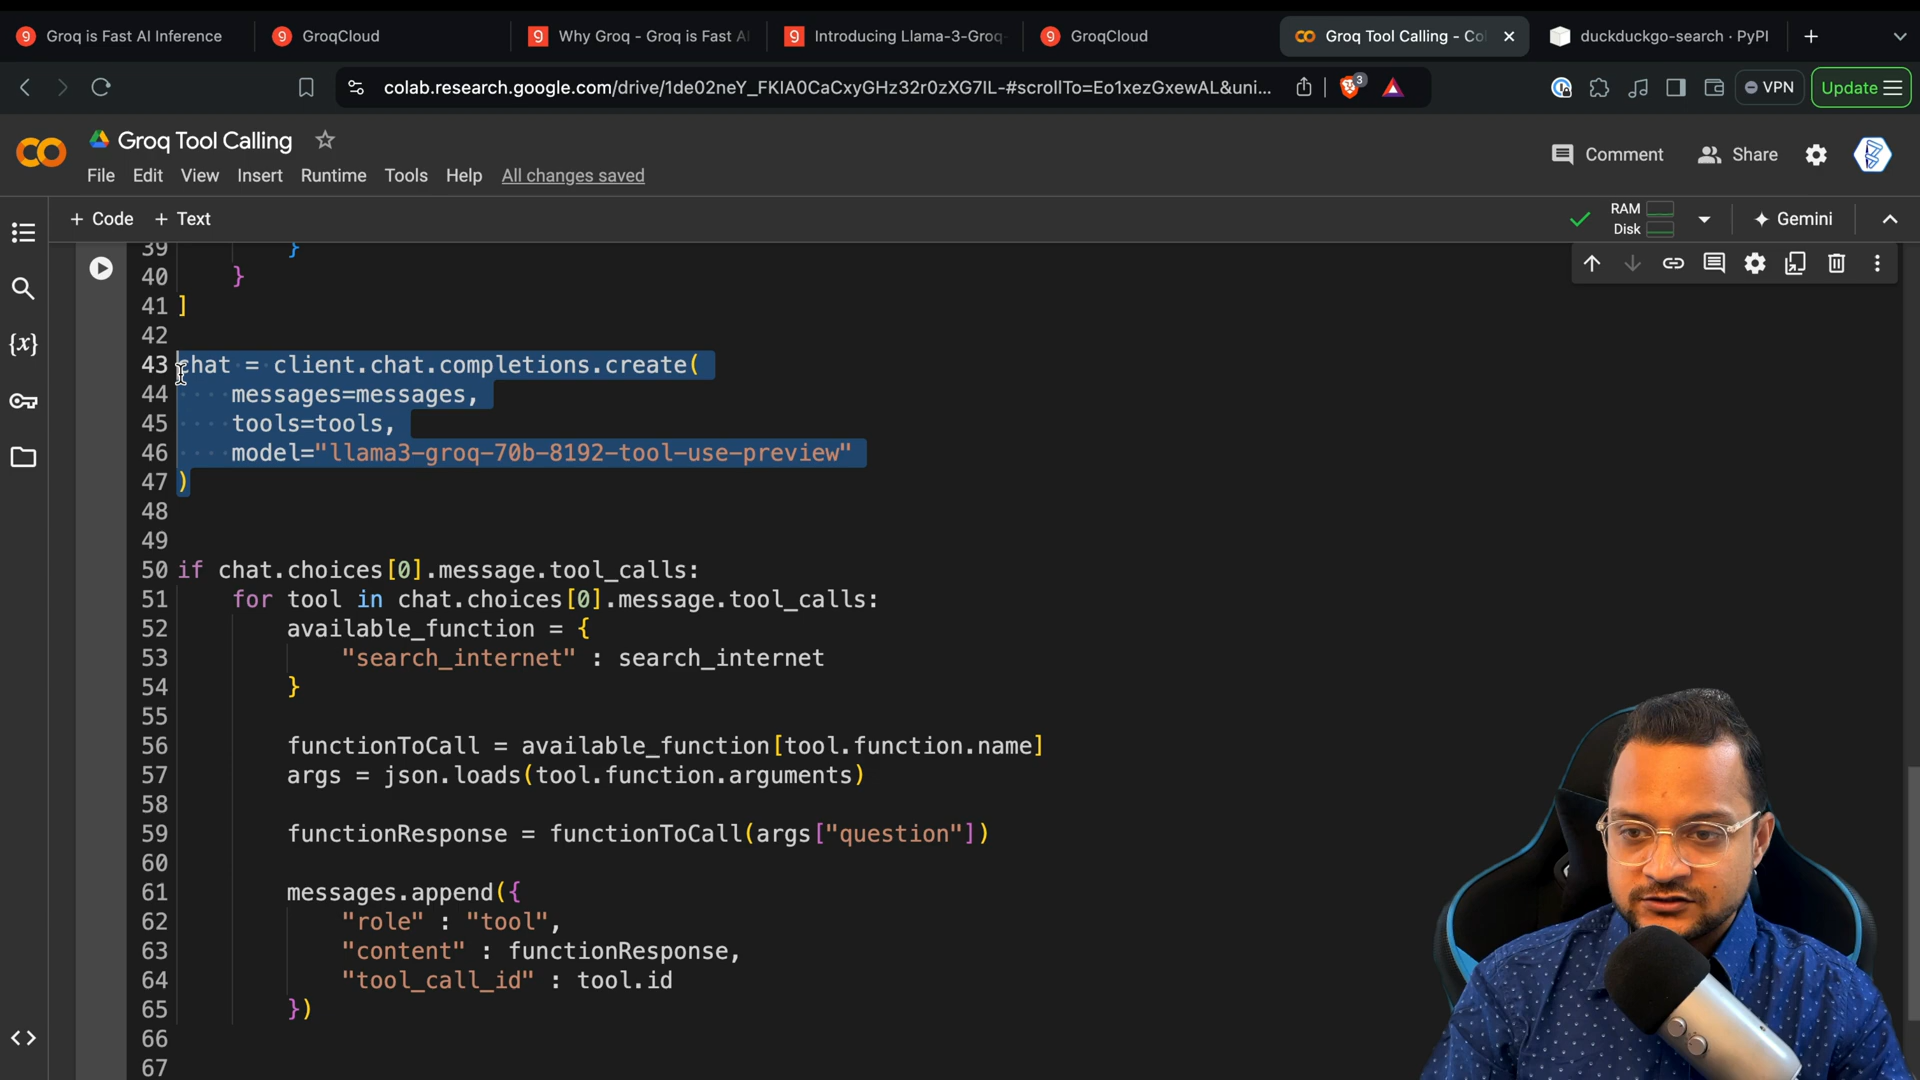 Groq is Fast AI Inference
GroqCloud
Why Groq - Groq is Fast AI
Introducing Llama-3-Groq-
GroqCloud
Groq Tool Calling - Co
duckduckgo-search · PyPI
colab.research.google.com/drive/1de02neY_FKIA0CaCxyGHz32r0zXG7IL-#scrollTo=Eo1xezGxewAL&uni...
3
VPN
Update
Groq Tool Calling
File Edit View Insert Runtime Tools Help All changes saved
Comment
Share
+ Code + Text
RAM
Disk
Gemini
39 }
40 }
41 ]
42
43 chat = client.chat.completions.create(
44 messages=messages,
45 tools=tools,
46 model="llama3-groq-70b-8192-tool-use-preview"
47 )
48
49
50 if chat.choices[0].message.tool_calls:
51 for tool in chat.choices[0].message.tool_calls:
52 available_function = {
53 "search_internet" : search_internet
54 }
55
56 functionToCall = available_function[tool.function.name]
57 args = json.loads(tool.function.arguments)
58
59 functionResponse = functionToCall(args["question"])
60
61 messages.append({
62 "role" : "tool",
63 "content" : functionResponse,
64 "tool_call_id" : tool.id
65 })
66
67